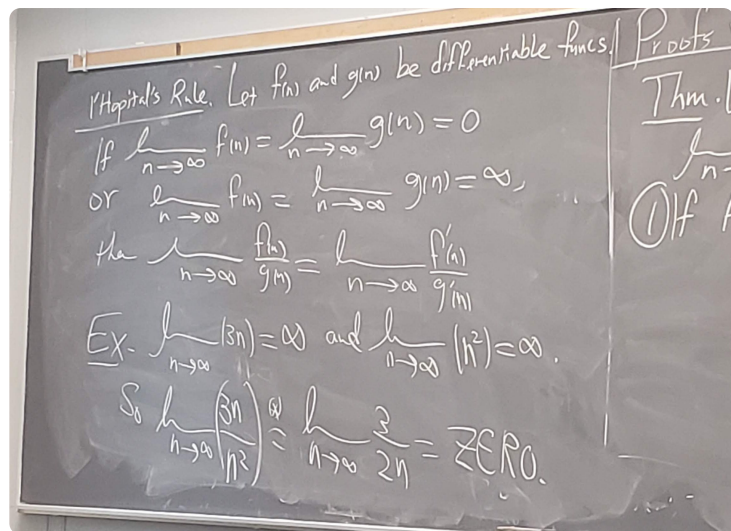 l'Hopital's Rule. Let f(n) and g(n) be differentiable funcs.
If lim n→∞ f(n) = lim n→∞ g(n) = 0
or lim n→∞ f(n) = lim n→∞ g(n) = ∞,
then lim n→∞ f(n)/g(n) = lim n→∞ f'(n)/g'(n)
Ex. lim n→∞ (3n) = ∞ and lim n→∞ (n²) = ∞.
So lim n→∞ (3n/n²) = lim n→∞ 3/2n = ZERO.
Proofs
Thm.
n→
① If